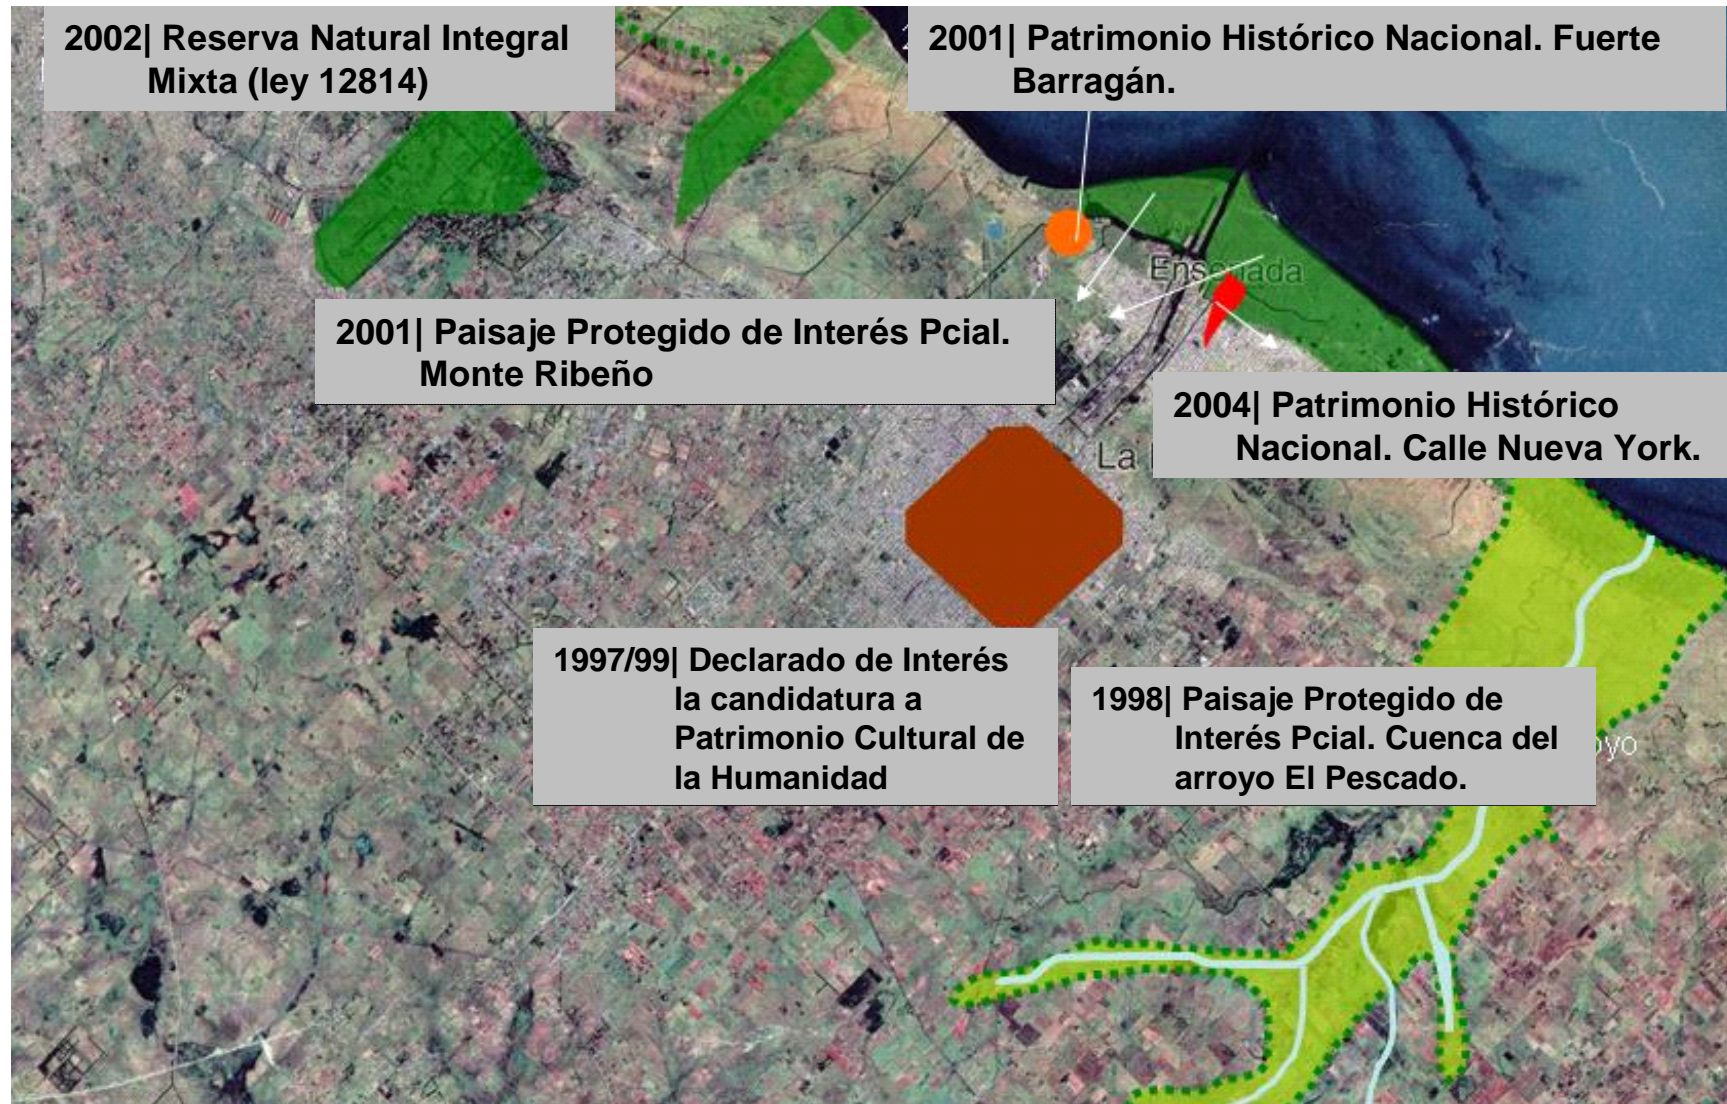 2002| Reserva Natural Integral
Mixta (ley 12814)
2001| Patrimonio Histórico Nacional. Fuerte
Barragán.
Ensenada
2001| Paisaje Protegido de Interés Pcial.
Monte Ribeño
2004| Patrimonio Histórico
Nacional. Calle Nueva York.
La
1997/99| Declarado de Interés
la candidatura a
Patrimonio Cultural de
la Humanidad
1998| Paisaje Protegido de
Interés Pcial. Cuenca del
arroyo El Pescado.
oyo